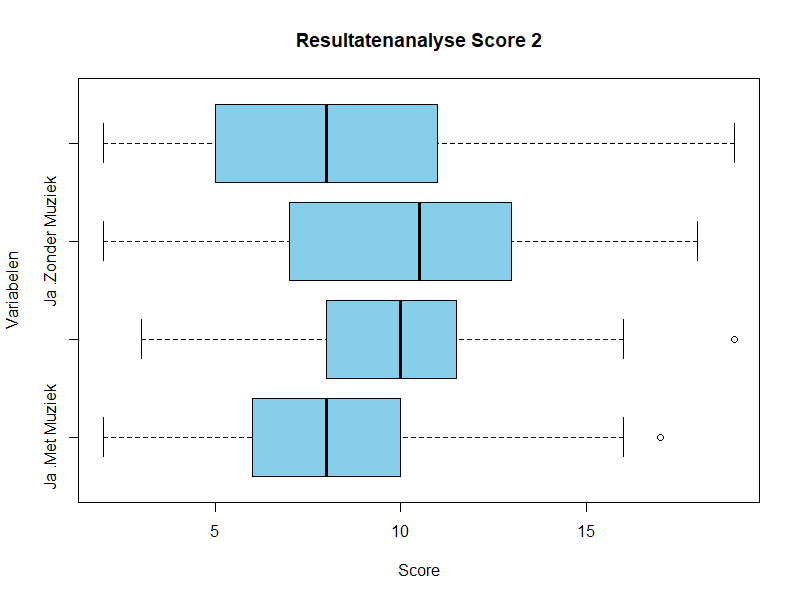 Resultatenanalyse Score 2
Variabelen
Ja .Zonder Muziek
Ja .Met Muziek
5 10 15
Score